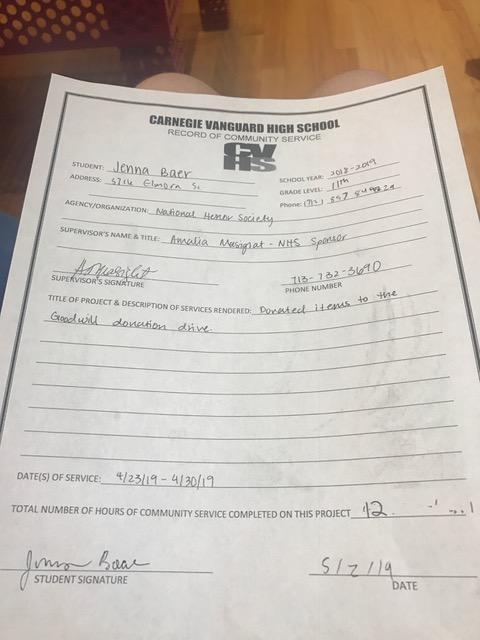 CARNEGIE VANGUARD HIGH SCHOOL
RECORD OF COMMUNITY SERVICE
CV
HS
STUDENT: Jenna Baer
SCHOOL YEAR: 2018-2019
ADDRESS:
GRADE LEVEL: 11th
Phone:
AGENCY/ORGANIZATION: National Honor Society
SUPERVISOR'S NAME & TITLE: Amalia - NHS Sponsor
713-732-3690
SUPERVISOR'S SIGNATURE
PHONE NUMBER
TITLE OF PROJECT & DESCRIPTION OF SERVICES RENDERED: Donated items to the
Goodwill donation drive.
DATE(S) OF SERVICE: 4/23/19 - 4/30/19
TOTAL NUMBER OF HOURS OF COMMUNITY SERVICE COMPLETED ON THIS PROJECT 12
Jenna Baer
5/2/19
STUDENT SIGNATURE
DATE